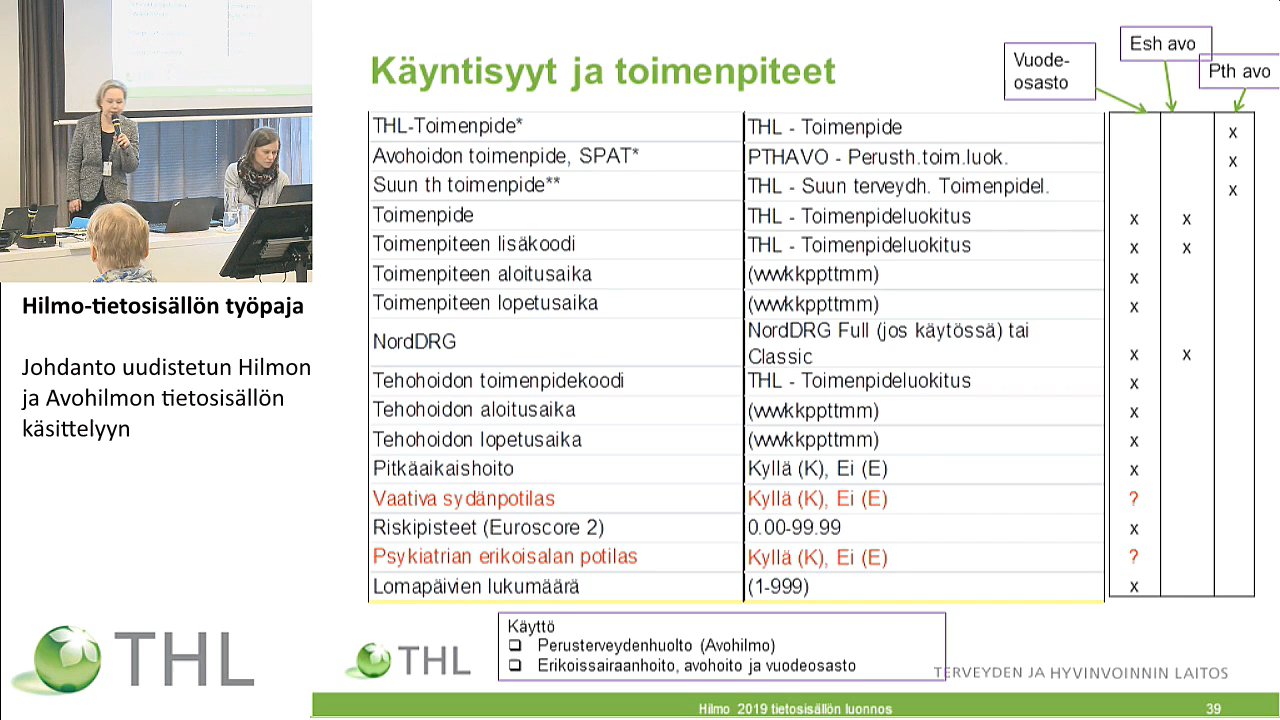 Käyntisyyt ja toimenpiteet
Vuode-
osasto
Esh avo
Pth avo
THL-Toimenpide* THL - Toimenpide x
Avohoidon toimenpide, SPAT* PTHAVO - Perusth.toim.luok. x
Suun th toimenpide** THL - Suun terveydh. Toimenpidel. x
Toimenpide THL - Toimenpideluokitus x x
Toimenpiteen lisäkoodi THL - Toimenpideluokitus x x
Toimenpiteen aloitusaika (vvvvkkppttmm) x
Toimenpiteen lopetusaika (vvvvkkppttmm) x
NordDRG NordDRG Full (jos käytössä) tai
Classic x x
Tehohoidon toimenpidekoodi THL - Toimenpideluokitus x
Tehohoidon aloitusaika (vvvvkkppttmm) x
Tehohoidon lopetusaika (vvvvkkppttmm) x
Pitkäaikaishoito Kyllä (K), Ei (E) x
Vaativa sydänpotilas Kyllä (K), Ei (E) ?
Riskipisteet (Euroscore 2) 0.00-99.99 x
Psykiatrian erikoisalan potilas Kyllä (K), Ei (E) ?
Lomapäivien lukumäärä (1-999) x
Käyttö
Perusterveydenhuolto (Avohilmo)
Erikoissairaanhoito, avohoito ja vuodeosasto
THL
TERVEYDEN JA HYVINVOINNIN LAITOS
Hilmo 2019 tietosisällön luonnos 39
Hilmo-tietosisällön työpaja
Johdanto uudistetun Hilmon
ja Avohilmon tietosisällön
käsittelyyn
THL